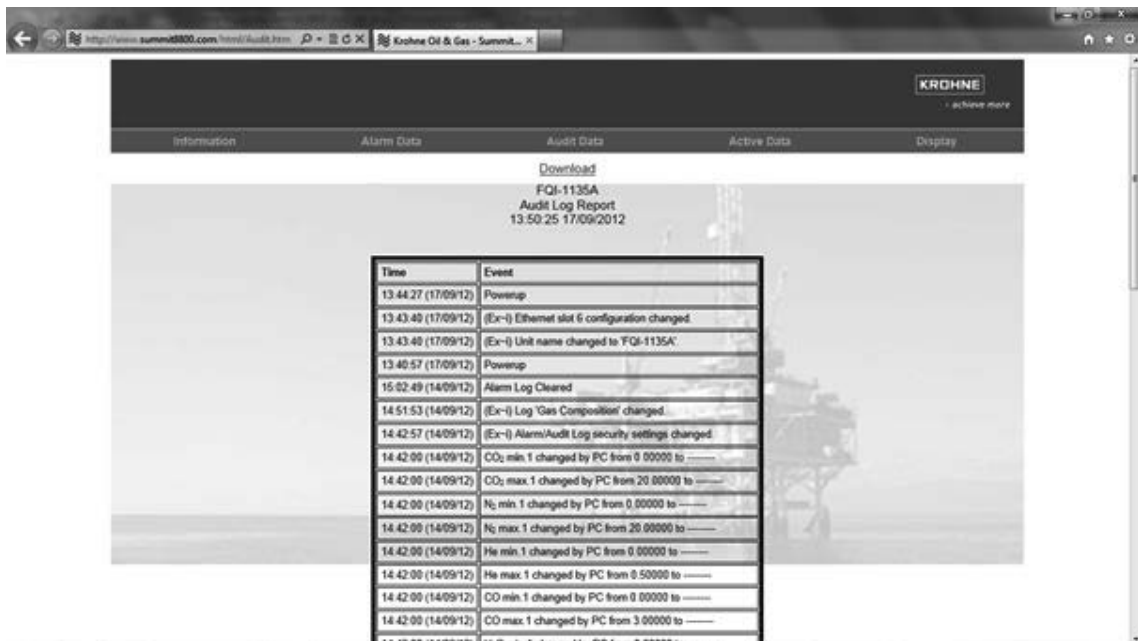 http://www.summit8800.com/html/Audit.htm
Krohne Oil & Gas - Summit...
KROHNE
achieve more
Information Alarm Data Audit Data Active Data Display
Download
FQI-1135A
Audit Log Report
13:50:25 17/09/2012
Time Event
13:44:27 (17/09/12) Powerup
13:43:40 (17/09/12) (Ex~i) Ethernet slot 6 configuration changed.
13:43:40 (17/09/12) (Ex~i) Unit name changed to 'FQI-1135A'.
13:40:57 (17/09/12) Powerup
15:02:49 (14/09/12) Alarm Log Cleared
14:51:53 (14/09/12) (Ex~i) Log 'Gas Composition' changed.
14:42:57 (14/09/12) (Ex~i) Alarm/Audit Log security settings changed
14:42:00 (14/09/12) CO₂ min.1 changed by PC from 0.00000 to --------
14:42:00 (14/09/12) CO₂ max.1 changed by PC from 20.00000 to --------
14:42:00 (14/09/12) N₂ min.1 changed by PC from 0.00000 to --------
14:42:00 (14/09/12) N₂ max.1 changed by PC from 20.00000 to --------
14:42:00 (14/09/12) He min.1 changed by PC from 0.00000 to --------
14:42:00 (14/09/12) He max.1 changed by PC from 0.50000 to --------
14:42:00 (14/09/12) CO min.1 changed by PC from 0.00000 to --------
14:42:00 (14/09/12) CO max.1 changed by PC from 3.00000 to --------